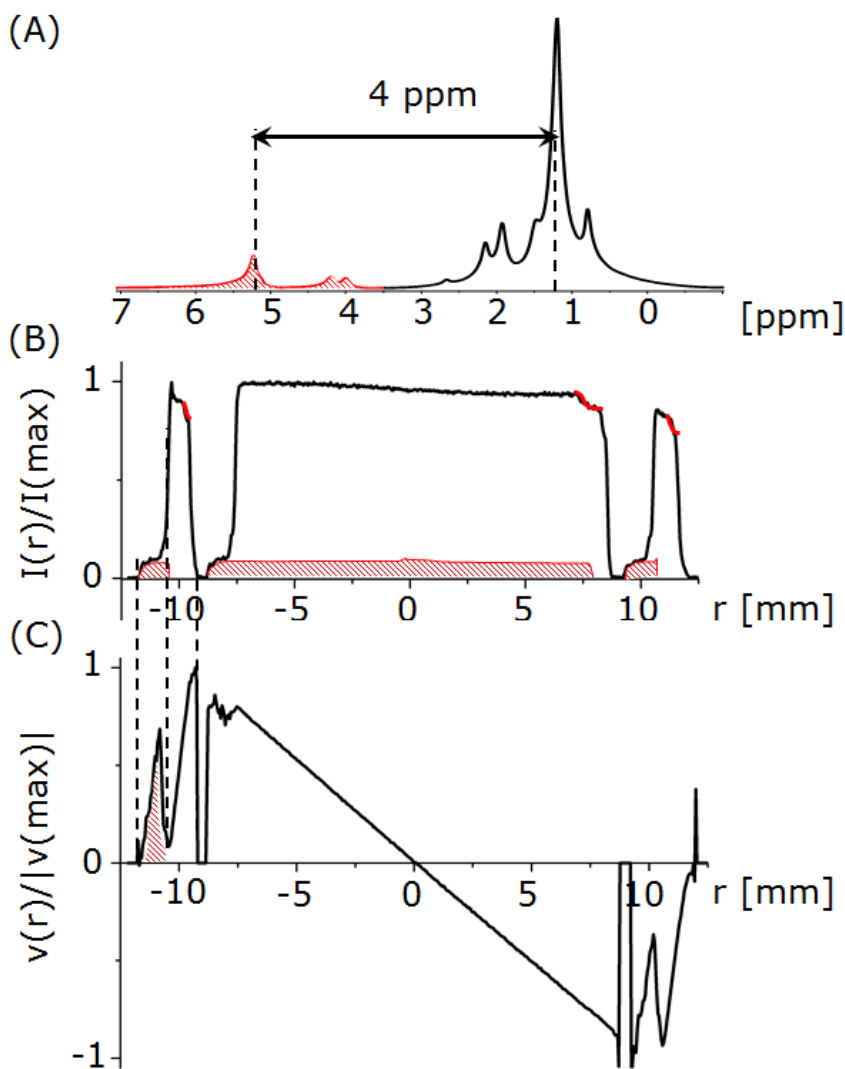 (A)
4 ppm
7 6 5 4 3 2 1 0 [ppm]
(B)
I(r)/I(max)
1
0
-10 -5 0 5 10 r [mm]
(C)
v(r)/|v(max)|
1
0
-1
-10 -5 0 5 10 r [mm]